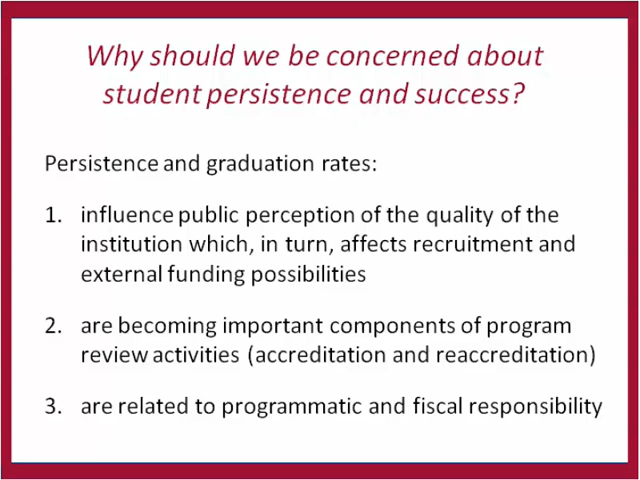 Why should we be concerned about
student persistence and success?
Persistence and graduation rates:
1. influence public perception of the quality of the
institution which, in turn, affects recruitment and
external funding possibilities
2. are becoming important components of program
review activities (accreditation and reaccreditation)
3. are related to programmatic and fiscal responsibility